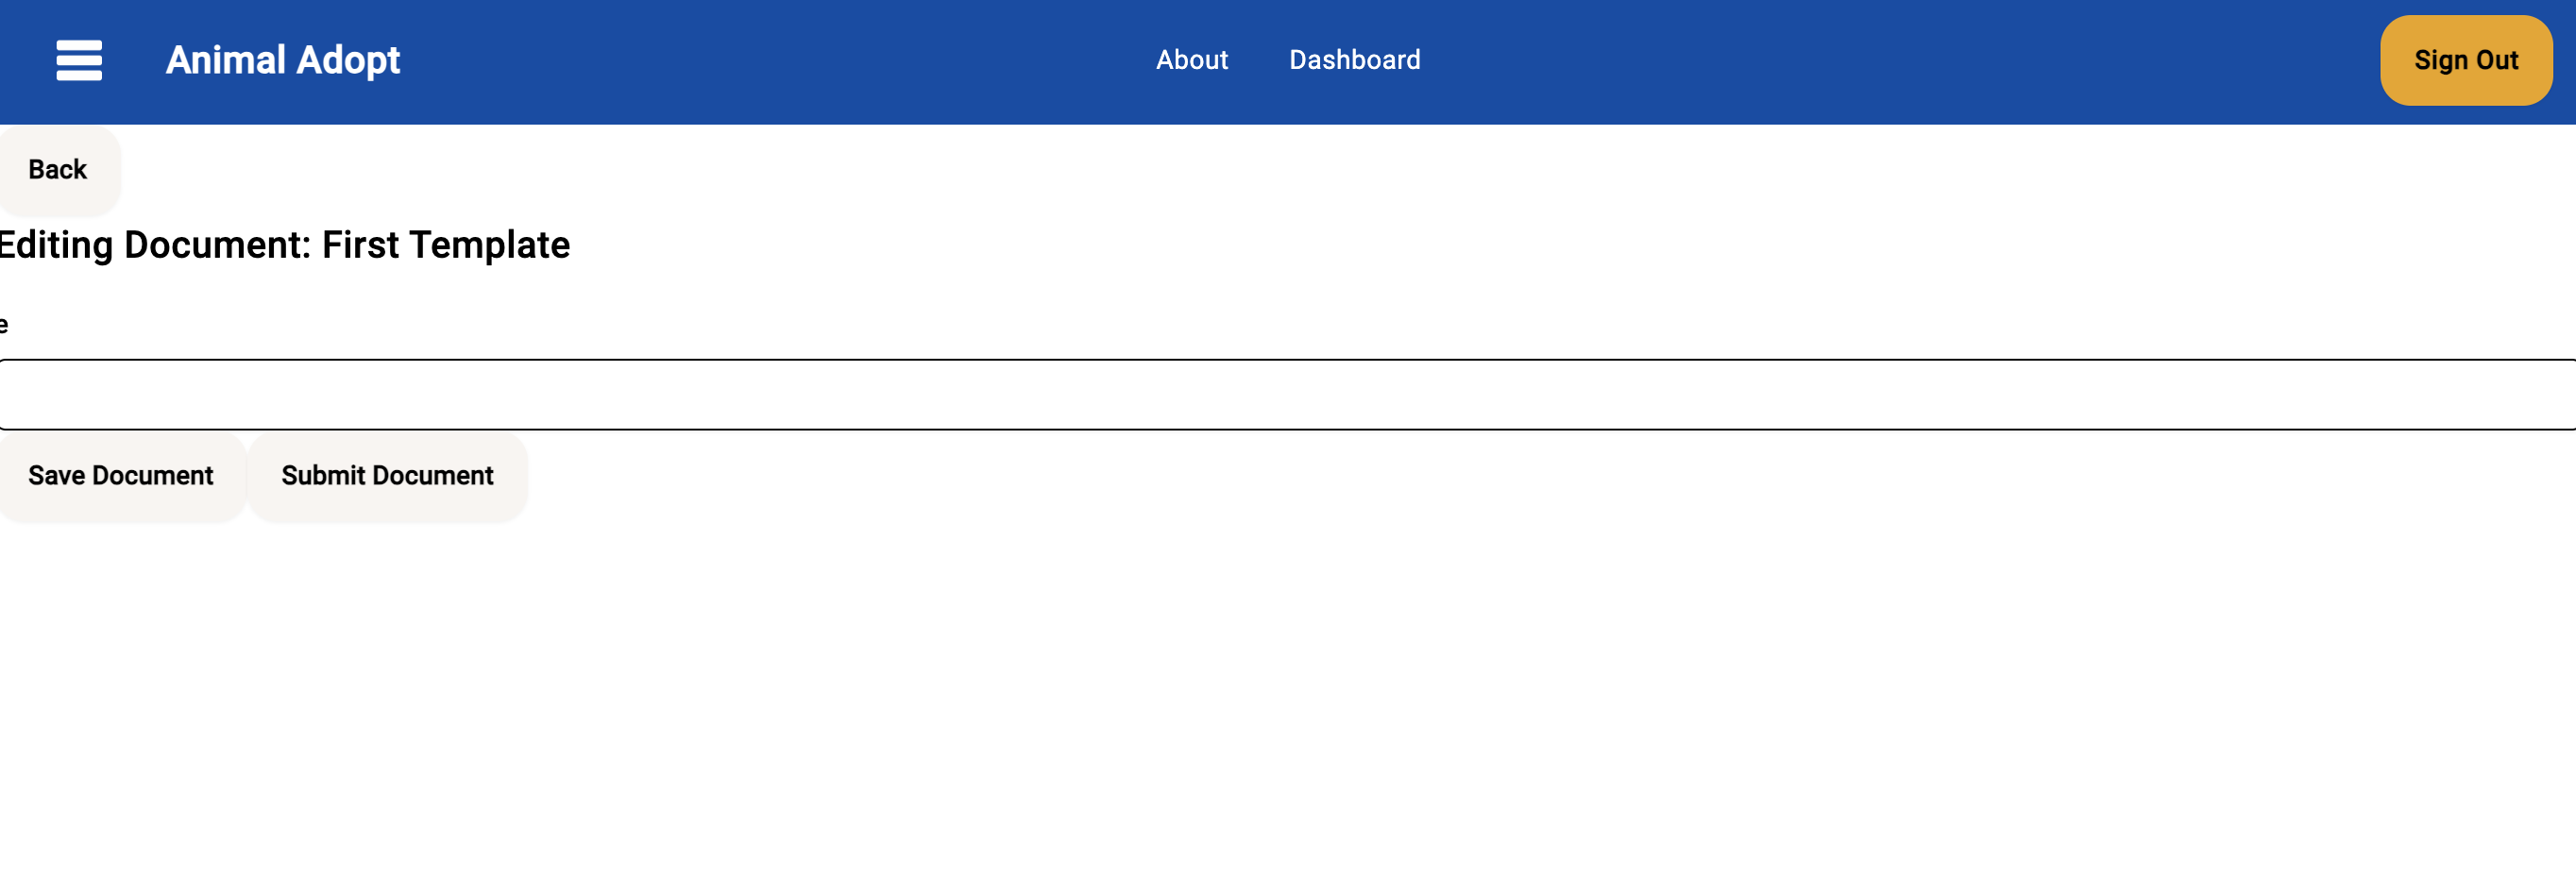 Animal Adopt About Dashboard Sign Out
Back
Editing Document: First Template
e
Save Document Submit Document